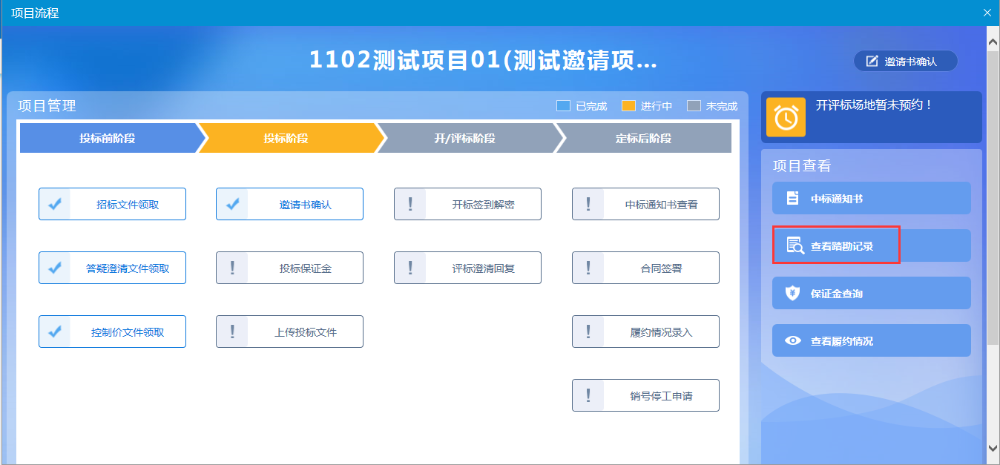 项目流程
1102测试项目01(测试邀请项...
邀请书确认
项目管理
已完成
进行中
未完成
投标前阶段
投标阶段
开/评标阶段
定标后阶段
招标文件领取
邀请书确认
开标签到解密
中标通知书查看
答疑澄清文件领取
投标保证金
评标澄清回复
合同签署
控制价文件领取
上传投标文件
履约情况录入
销号停工申请
开评标场地暂未预约！
项目查看
中标通知书
查看踏勘记录
保证金查询
查看履约情况